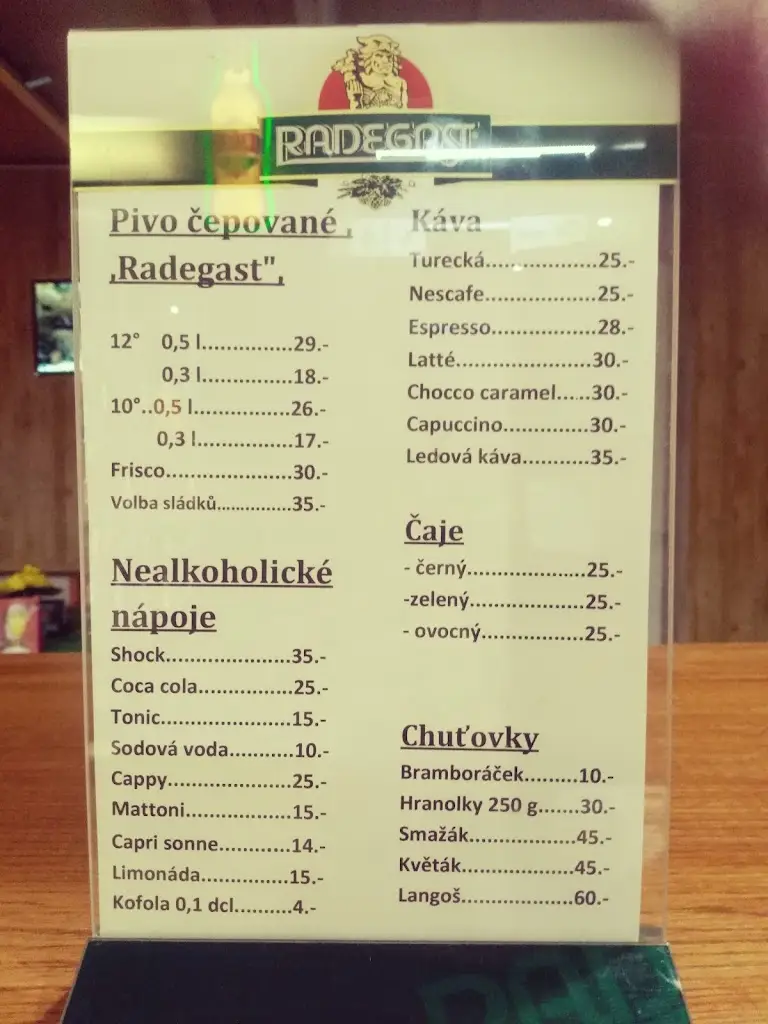 RADEGAST
Pivo čepované ,
,Radegast",
12° 0,5 l.............29.-
0,3 l.............18.-
10°..0,5 l.............26.-
0,3 l.............17.-
Frisco..................30.-
Volba sládků..............35.-
Nealkoholické
nápoje
Shock.....................35.-
Coca cola................25.-
Tonic......................15.-
Sodová voda...........10.-
Cappy.....................25.-
Mattoni..................15.-
Capri sonne............14.-
Limonáda...............15.-
Kofola 0,1 dcl..........4.-
Káva
Turecká...................25.-
Nescafe...................25.-
Espresso..................28.-
Latté.......................30.-
Chocco caramel......30.-
Capuccino...............30.-
Ledová káva...........35.-
Čaje
- černý....................25.-
-zelený....................25.-
- ovocný.................25.-
Chuťovky
Bramboráček.........10.-
Hranolky 250 g.......30.-
Smažák..................45.-
Květák...................45.-
Langoš...................60.-